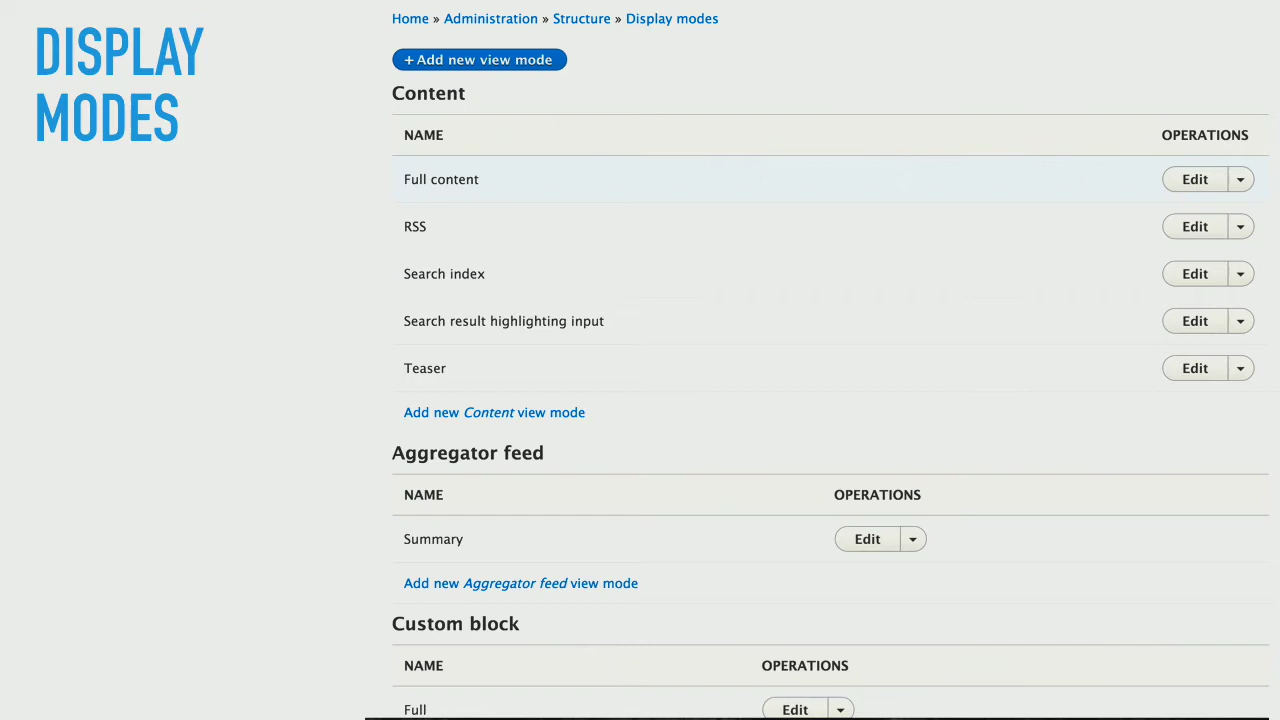 DISPLAY
MODES
Home » Administration » Structure » Display modes
+ Add new view mode
Content
NAME OPERATIONS
Full content Edit
RSS Edit
Search index Edit
Search result highlighting input Edit
Teaser Edit
Add new Content view mode
Aggregator feed
NAME OPERATIONS
Summary Edit
Add new Aggregator feed view mode
Custom block
NAME OPERATIONS
Full Edit